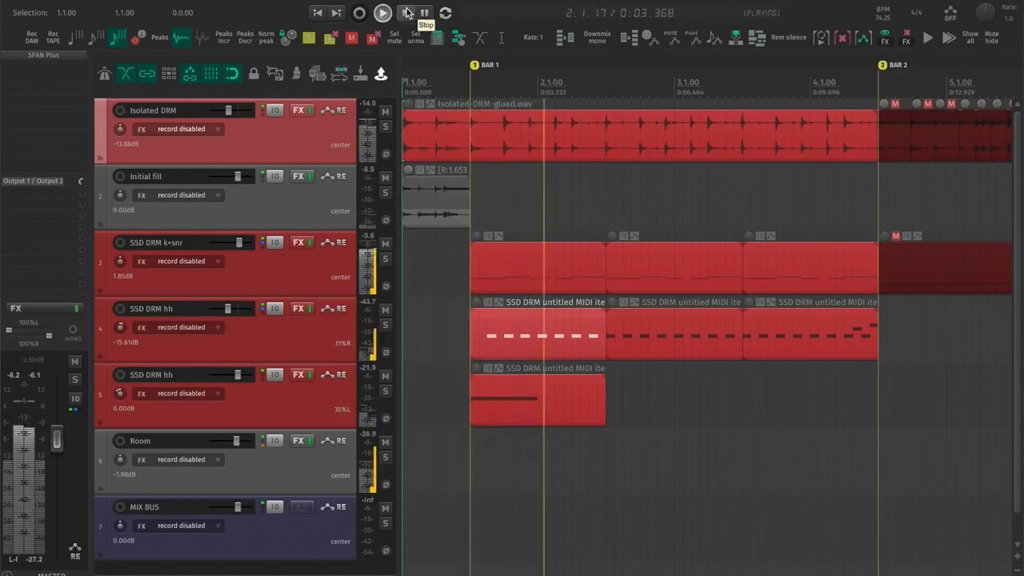 Selection: 1.1.00 1.1.00 2.0.00
Stop
2.1.17 / 0:03.368 [PLAYING]
BPM 74.25 4/4 OFF Rate: 1.0
Rec DAW Rec TAPE Peaks Peaks Incr Peaks Decr Norm peak Sel mute Sel unmu Rate: 1 Downmix mono Rem silence FX FX Show all Mute hide
SPAN Plus
1 BAR 1 2 BAR 2
1.1.00 2.1.00 3.1.00 4.1.00 5.1.00
0:00.000 0:03.232 0:06.464 0:09.696 0:12.929
Isolated DRM IO FX RE -14.0 M S
Isolated-DRM-glued.wav
FX record disabled
-13.88dB center
1
Output 1 / Output 2
Initial fill IO FX RE -6.0 M S
[R:1.653
FX record disabled
0.00dB center
2
SSD DRM k+snr IO FX RE -3.6 M S
FX record disabled
1.85dB center
3
SSD DRM hh IO FX RE -43.7 M S
SSD DRM untitled MIDI ite SSD DRM untitled MIDI ite SSD DRM untitled MIDI ite
FX record disabled
-15.61dB 31%R
4
FX
100%L
100%R MONO
-2.60dB
-6.2 -6.1
M
S
IO
SSD DRM hh IO FX RE -21.9 M S
SSD DRM untitled MIDI ite
FX record disabled
0.00dB 35%L
5
Room IO FX RE -26.9 M S
FX record disabled
-1.98dB center
6
MIX BUS IO FX RE -inf M S
FX record disabled
0.00dB center
7
RE
L-I -27.2
MASTER